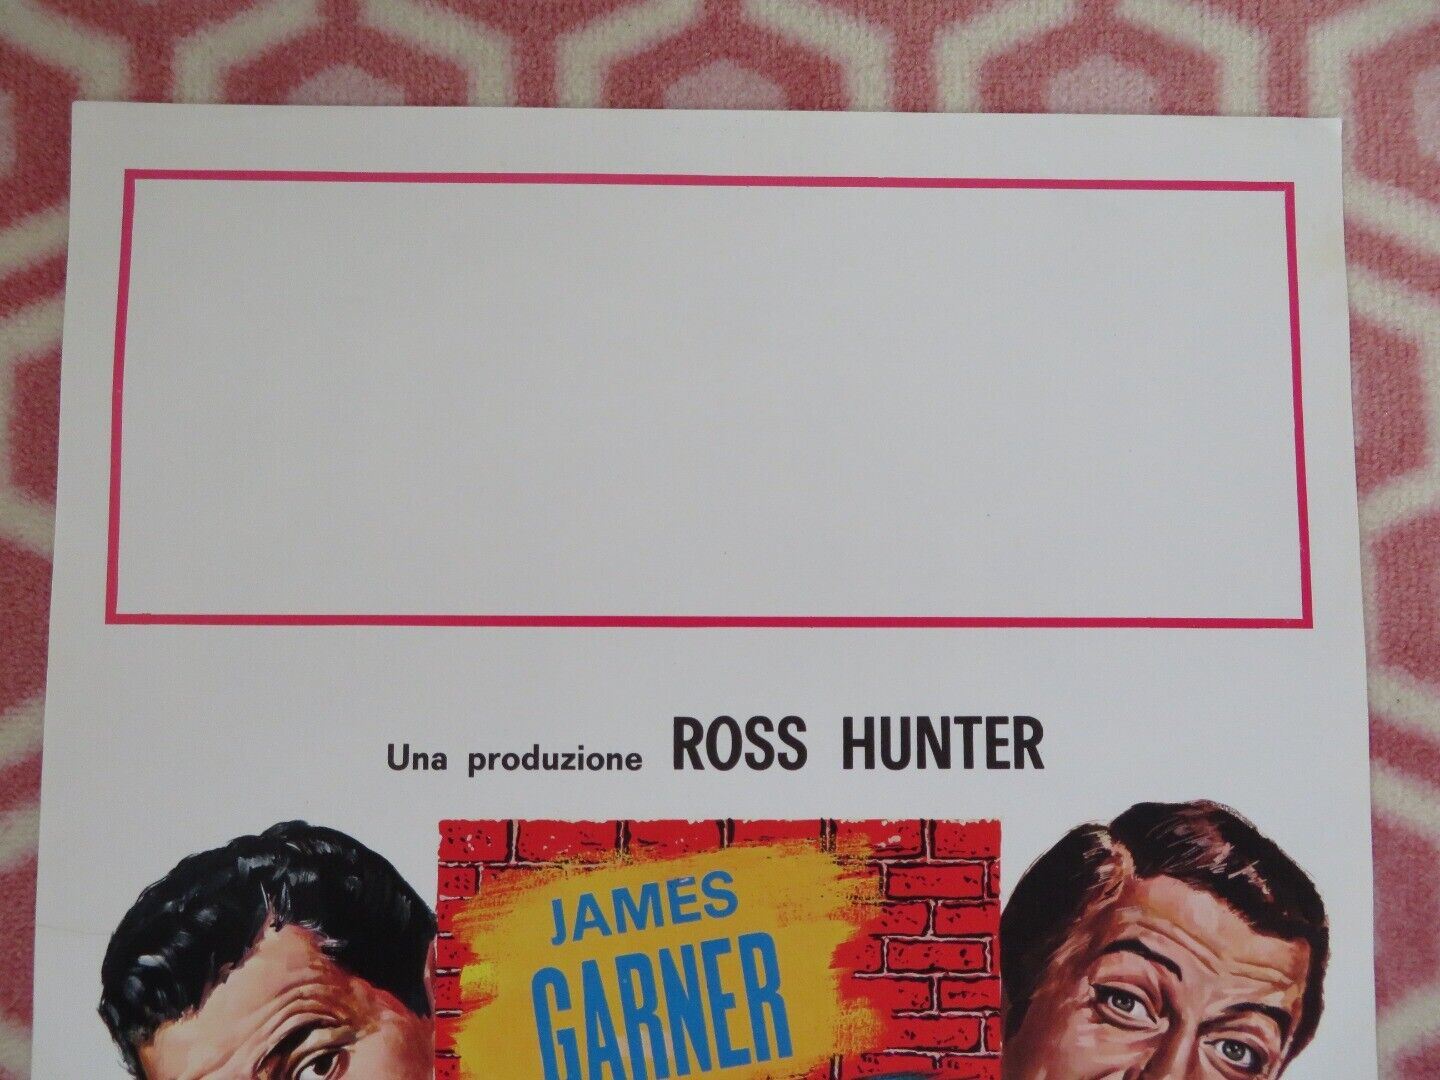 Una produzione ROSS HUNTER
JAMES
GARNER